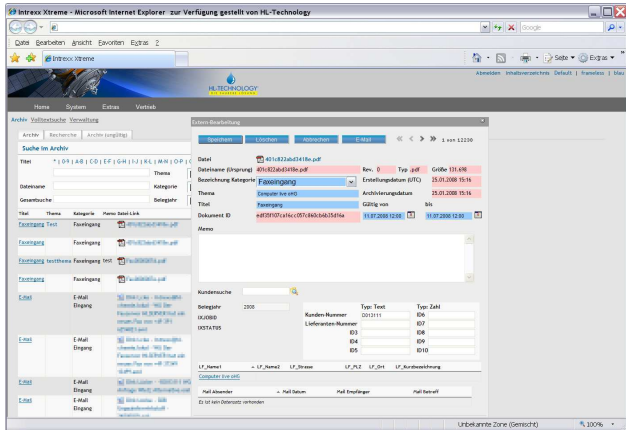 Intrexx Xtreme - Microsoft Internet Explorer zur Verfügung gestellt von HL-Technology
Google
Datei Bearbeiten Ansicht Favoriten Extras ?
Intrexx Xtreme
Seite Extras
Abmelden Inhaltsverzeichnis Default | frameless | blau
HL-TECHNOLOGY
Home System Extras Vertrieb
Archiv Volltextsuche Verwaltung
Archiv Recherche Archiv (ungültig)
Suche im Archiv
Titel
Thema
Dateiname Kategorie
Gesamtsuche Belegjahr
Titel Thema Kategorie Memo Datei-Link
Faxeingang Test Faxeingang
Faxeingang Faxeingang
Faxeingang testthema Faxeingang test
Faxeingang Faxeingang
E-Mail E-Mail Eingang
E-Mail E-Mail Eingang
E-Mail E-Mail Eingang
E-Mail E-Mail Eingang
Extern-Bearbeitung
Speichern Löschen Abbrechen E-Mail 1 von 12230
Datei 401c822abd3418e.pdf
Dateiname (Ursprung) 401c822abd3418e.pdf Rev. 0 Typ .pdf Größe 131.698
Bezeichnung Kategorie Faxeingang Erstellungsdatum (UTC) 25.01.2008 15:16
Thema Computer live oHG Archivierungsdatum 25.01.2008 15:16
Titel Faxeingang Gültig von bis
Dokument ID edf35f107ca16cc057c860cb6b35d16a 11.07.2008 12:00 11.07.2008 12:00
Memo
Kundensuche
Belegjahr 2008
IXJOBID
IXSTATUS
Typ: Text Typ: Zahl
Kunden-Nummer D013111 ID6
Lieferanten-Nummer ID7
ID3 ID8
ID4 ID9
ID5 ID10
LF_Name1 LF_Name2 LF_Strasse LF_PLZ LF_Ort LF_Kurzbezeichnung
Computer live oHG
Mail Absender Mail Datum Mail Empfänger Mail Betreff
Es ist kein Datensatz vorhanden
Unbekannte Zone (Gemischt) 100%